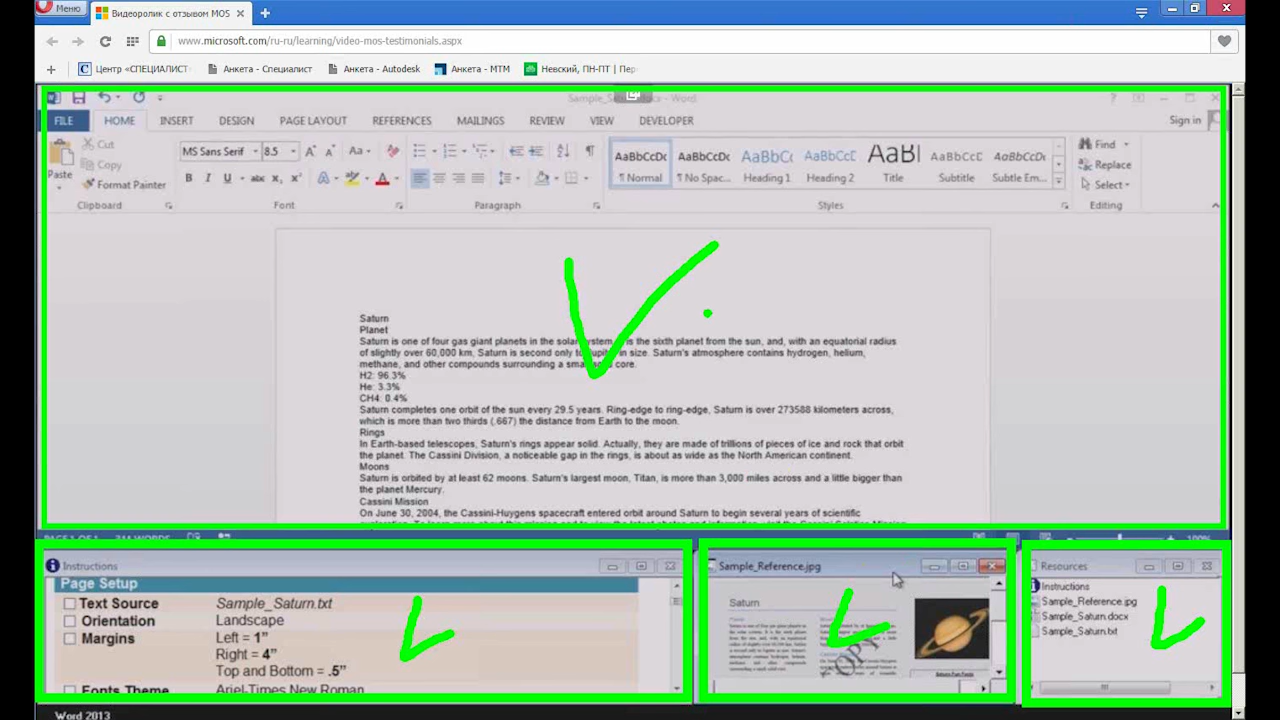 Меню
Видеоролик с отзывом MOS
www.microsoft.com/ru-ru/learning/video-mos-testimonials.aspx
Центр «СПЕЦИАЛИСТ
Анкета - Специалист
Анкета - Autodesk
Анкета - МТМ
Невский, ПН-ПТ | Пер
- Word
FILE HOME INSERT DESIGN PAGE LAYOUT REFERENCES MAILINGS REVIEW VIEW DEVELOPER Sign in
Paste
Cut
Copy
Format Painter
Clipboard
MS Sans Serif 8.5
Font
Paragraph
AaBbCcDc AaBbCcDc AaBbC AaBbCcD AaB AaBbCcD AaBbCcDc
¶ Normal ¶ No Spac... Heading 1 Heading 2 Title Subtitle Subtle Em...
Styles
Find
Replace
Select
Editing
Saturn
Planet
Saturn is one of four gas giant planets in the solar system. is the sixth planet from the sun, and, with an equatorial radius
of slightly over 60,000 km, Saturn is second only to Jupiter in size. Saturn's atmosphere contains hydrogen, helium,
methane, and other compounds surrounding a small core.
H2: 96.3%
He: 3.3%
CH4: 0.4%
Saturn completes one orbit of the sun every 29.5 years. Ring-edge to ring-edge, Saturn is over 273588 kilometers across,
which is more than two thirds (.667) the distance from Earth to the moon.
Rings
In Earth-based telescopes, Saturn's rings appear solid. Actually, they are made of trillions of pieces of ice and rock that orbit
the planet. The Cassini Division, a noticeable gap in the rings, is about as wide as the North American continent.
Moons
Saturn is orbited by at least 62 moons. Saturn's largest moon, Titan, is more than 3,000 miles across and a little bigger than
the planet Mercury.
Cassini Mission
On June 30, 2004, the Cassini-Huygens spacecraft entered orbit around Saturn to begin several years of scientific
Instructions
Page Setup
Text Source Sample_Saturn.txt
Orientation Landscape
Margins Left = 1”
Right = 4”
Top and Bottom = .5”
Fonts Theme Ariel-Times New Roman
Sample_Reference.jpg
Saturn
COPY
Resources
Instructions
Sample_Reference.jpg
Sample_Saturn.docx
Sample_Saturn.txt
Word 2013